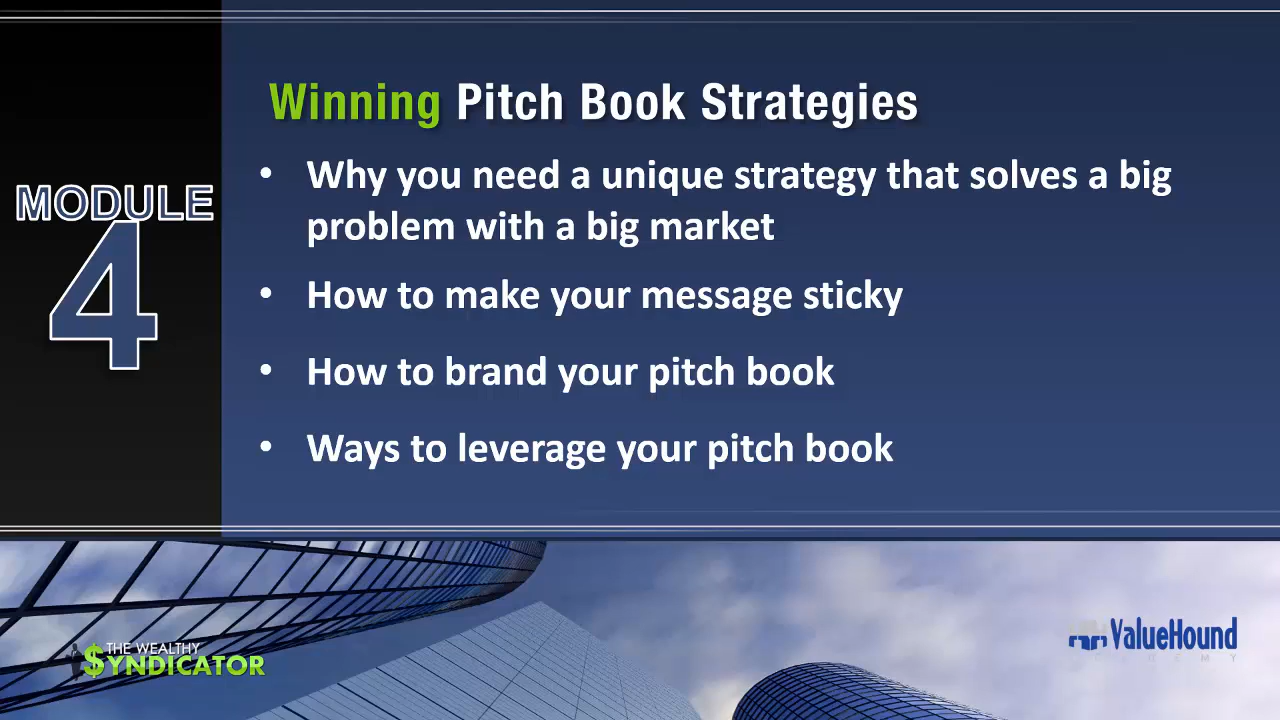 Winning Pitch Book Strategies
• Why you need a unique strategy that solves a big
problem with a big market
• How to make your message sticky
• How to brand your pitch book
• Ways to leverage your pitch book
MODULE
4
THE WEALTHY
$YNDICATOR
ValueHound